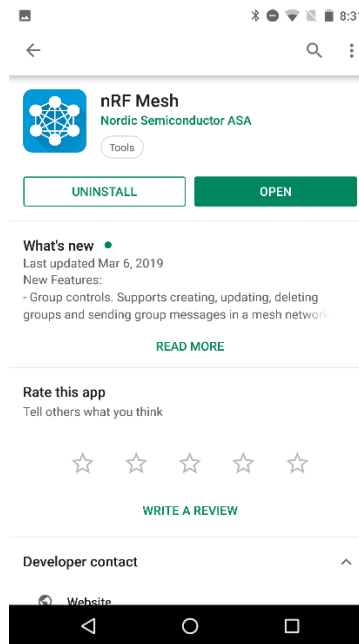 8:31
nRF Mesh
Nordic Semiconductor ASA
Tools
UNINSTALL
OPEN
What's new
Last updated Mar 6, 2019
New Features:
- Group controls. Supports creating, updating, deleting
groups and sending group messages in a mesh network
READ MORE
Rate this app
Tell others what you think
WRITE A REVIEW
Developer contact
Website